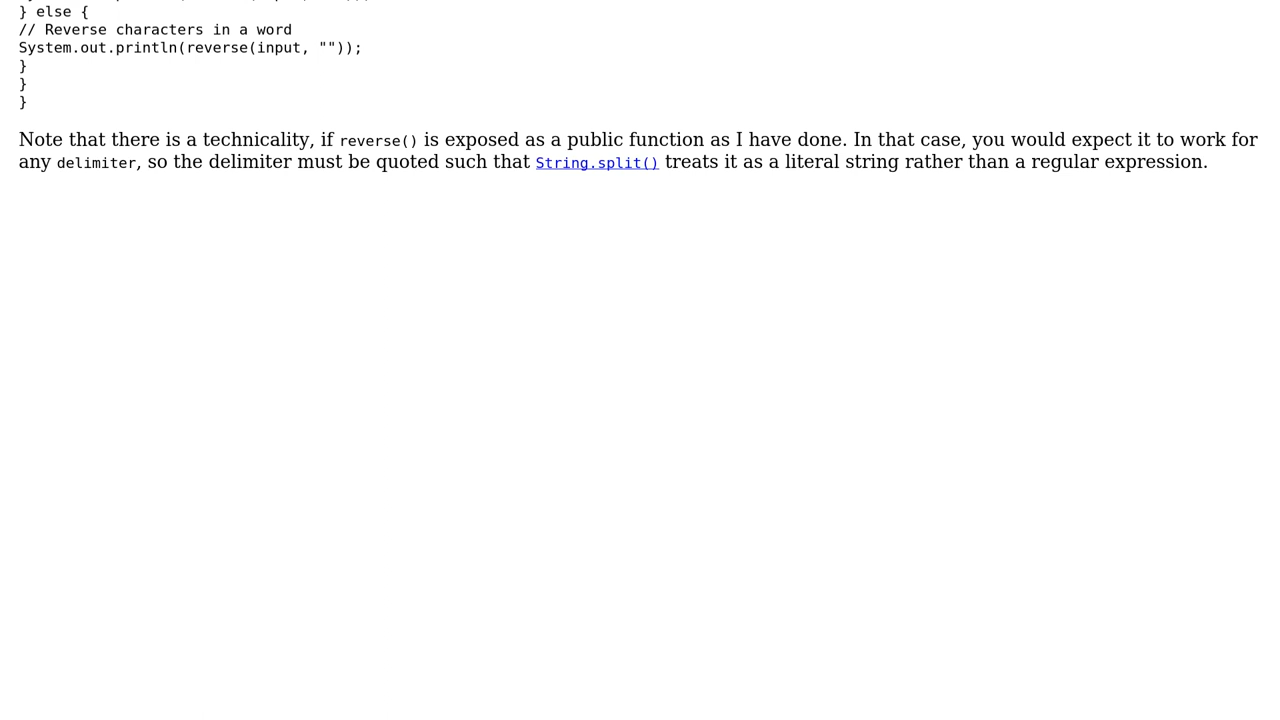 } else {
// Reverse characters in a word
System.out.println(reverse(input, ""));
}
}
}
Note that there is a technicality, if reverse() is exposed as a public function as I have done. In that case, you would expect it to work for
any delimiter, so the delimiter must be quoted such that String.split() treats it as a literal string rather than a regular expression.